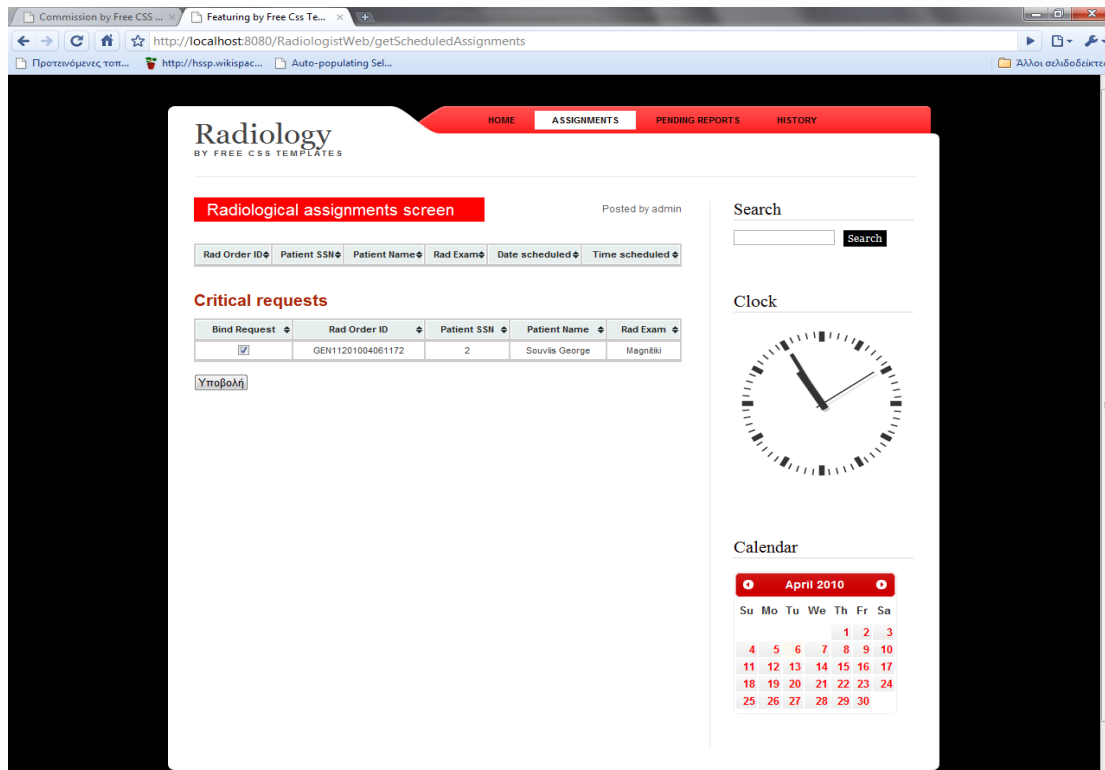 Commission by Free CSS ...
Featuring by Free Css Te...
http://localhost:8080/RadiologistWeb/getScheduledAssignments
Προτεινόμενες τοπ... http://hssp.wikispac... Auto-populating Sel...
Άλλοι σελιδοδείκτες
HOME ASSIGNMENTS PENDING REPORTS HISTORY
Radiology
BY FREE CSS TEMPLATES
Radiological assignments screen
Posted by admin
Rad Order ID Patient SSN Patient Name Rad Exam Date scheduled Time scheduled
Critical requests
Bind Request Rad Order ID Patient SSN Patient Name Rad Exam
GEN11201004061172 2 Souvlis George Magnitiki
Υποβολή
Search
Search
Clock
Calendar
April 2010
Su Mo Tu We Th Fr Sa
1 2 3
4 5 6 7 8 9 10
11 12 13 14 15 16 17
18 19 20 21 22 23 24
25 26 27 28 29 30